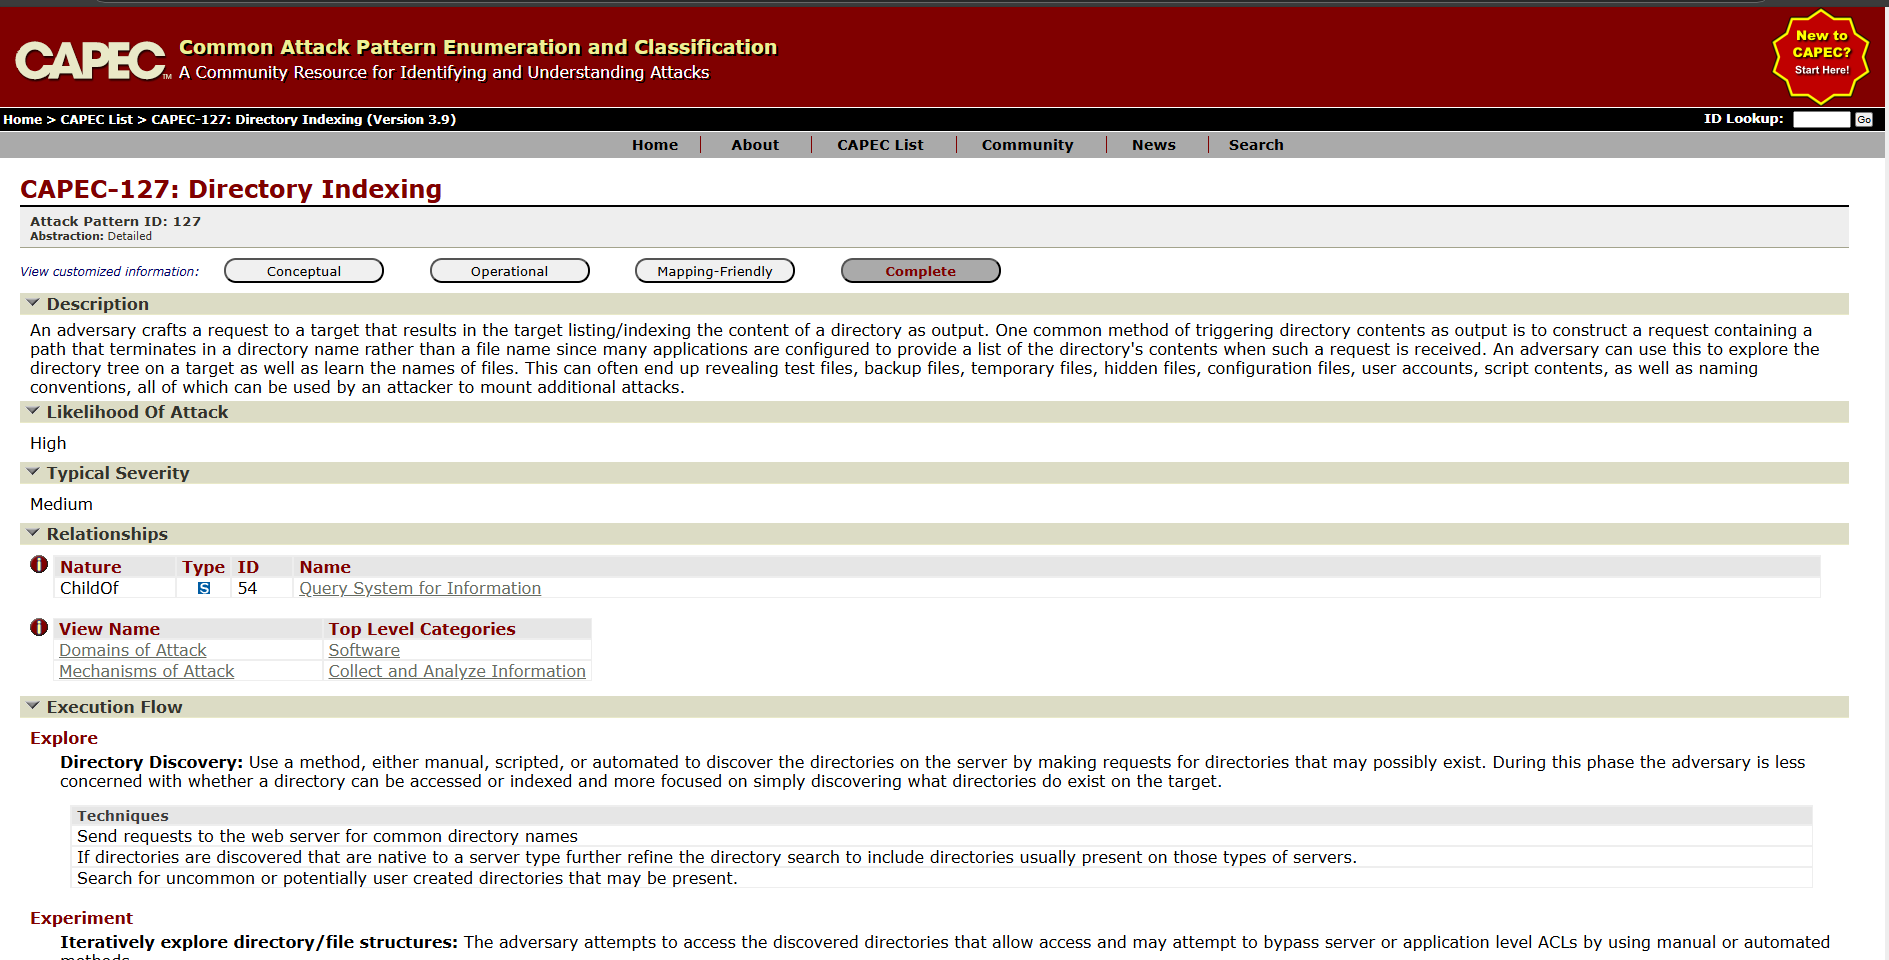 CAPEC™
Common Attack Pattern Enumeration and Classification
A Community Resource for Identifying and Understanding Attacks
New to
CAPEC?
Start Here!
Home > CAPEC List > CAPEC-127: Directory Indexing (Version 3.9)
ID Lookup:
Go
Home
About
CAPEC List
Community
News
Search
CAPEC-127: Directory Indexing
Attack Pattern ID: 127
Abstraction: Detailed
View customized information:
Conceptual
Operational
Mapping-Friendly
Complete
Description
An adversary crafts a request to a target that results in the target listing/indexing the content of a directory as output. One common method of triggering directory contents as output is to construct a request containing a
path that terminates in a directory name rather than a file name since many applications are configured to provide a list of the directory's contents when such a request is received. An adversary can use this to explore the
directory tree on a target as well as learn the names of files. This can often end up revealing test files, backup files, temporary files, hidden files, configuration files, user accounts, script contents, as well as naming
conventions, all of which can be used by an attacker to mount additional attacks.
Likelihood Of Attack
High
Typical Severity
Medium
Relationships
Nature Type ID Name
ChildOf S 54 Query System for Information
View Name Top Level Categories
Domains of Attack Software
Mechanisms of Attack Collect and Analyze Information
Execution Flow
Explore
Directory Discovery: Use a method, either manual, scripted, or automated to discover the directories on the server by making requests for directories that may possibly exist. During this phase the adversary is less
concerned with whether a directory can be accessed or indexed and more focused on simply discovering what directories do exist on the target.
Techniques
Send requests to the web server for common directory names
If directories are discovered that are native to a server type further refine the directory search to include directories usually present on those types of servers.
Search for uncommon or potentially user created directories that may be present.
Experiment
Iteratively explore directory/file structures: The adversary attempts to access the discovered directories that allow access and may attempt to bypass server or application level ACLs by using manual or automated